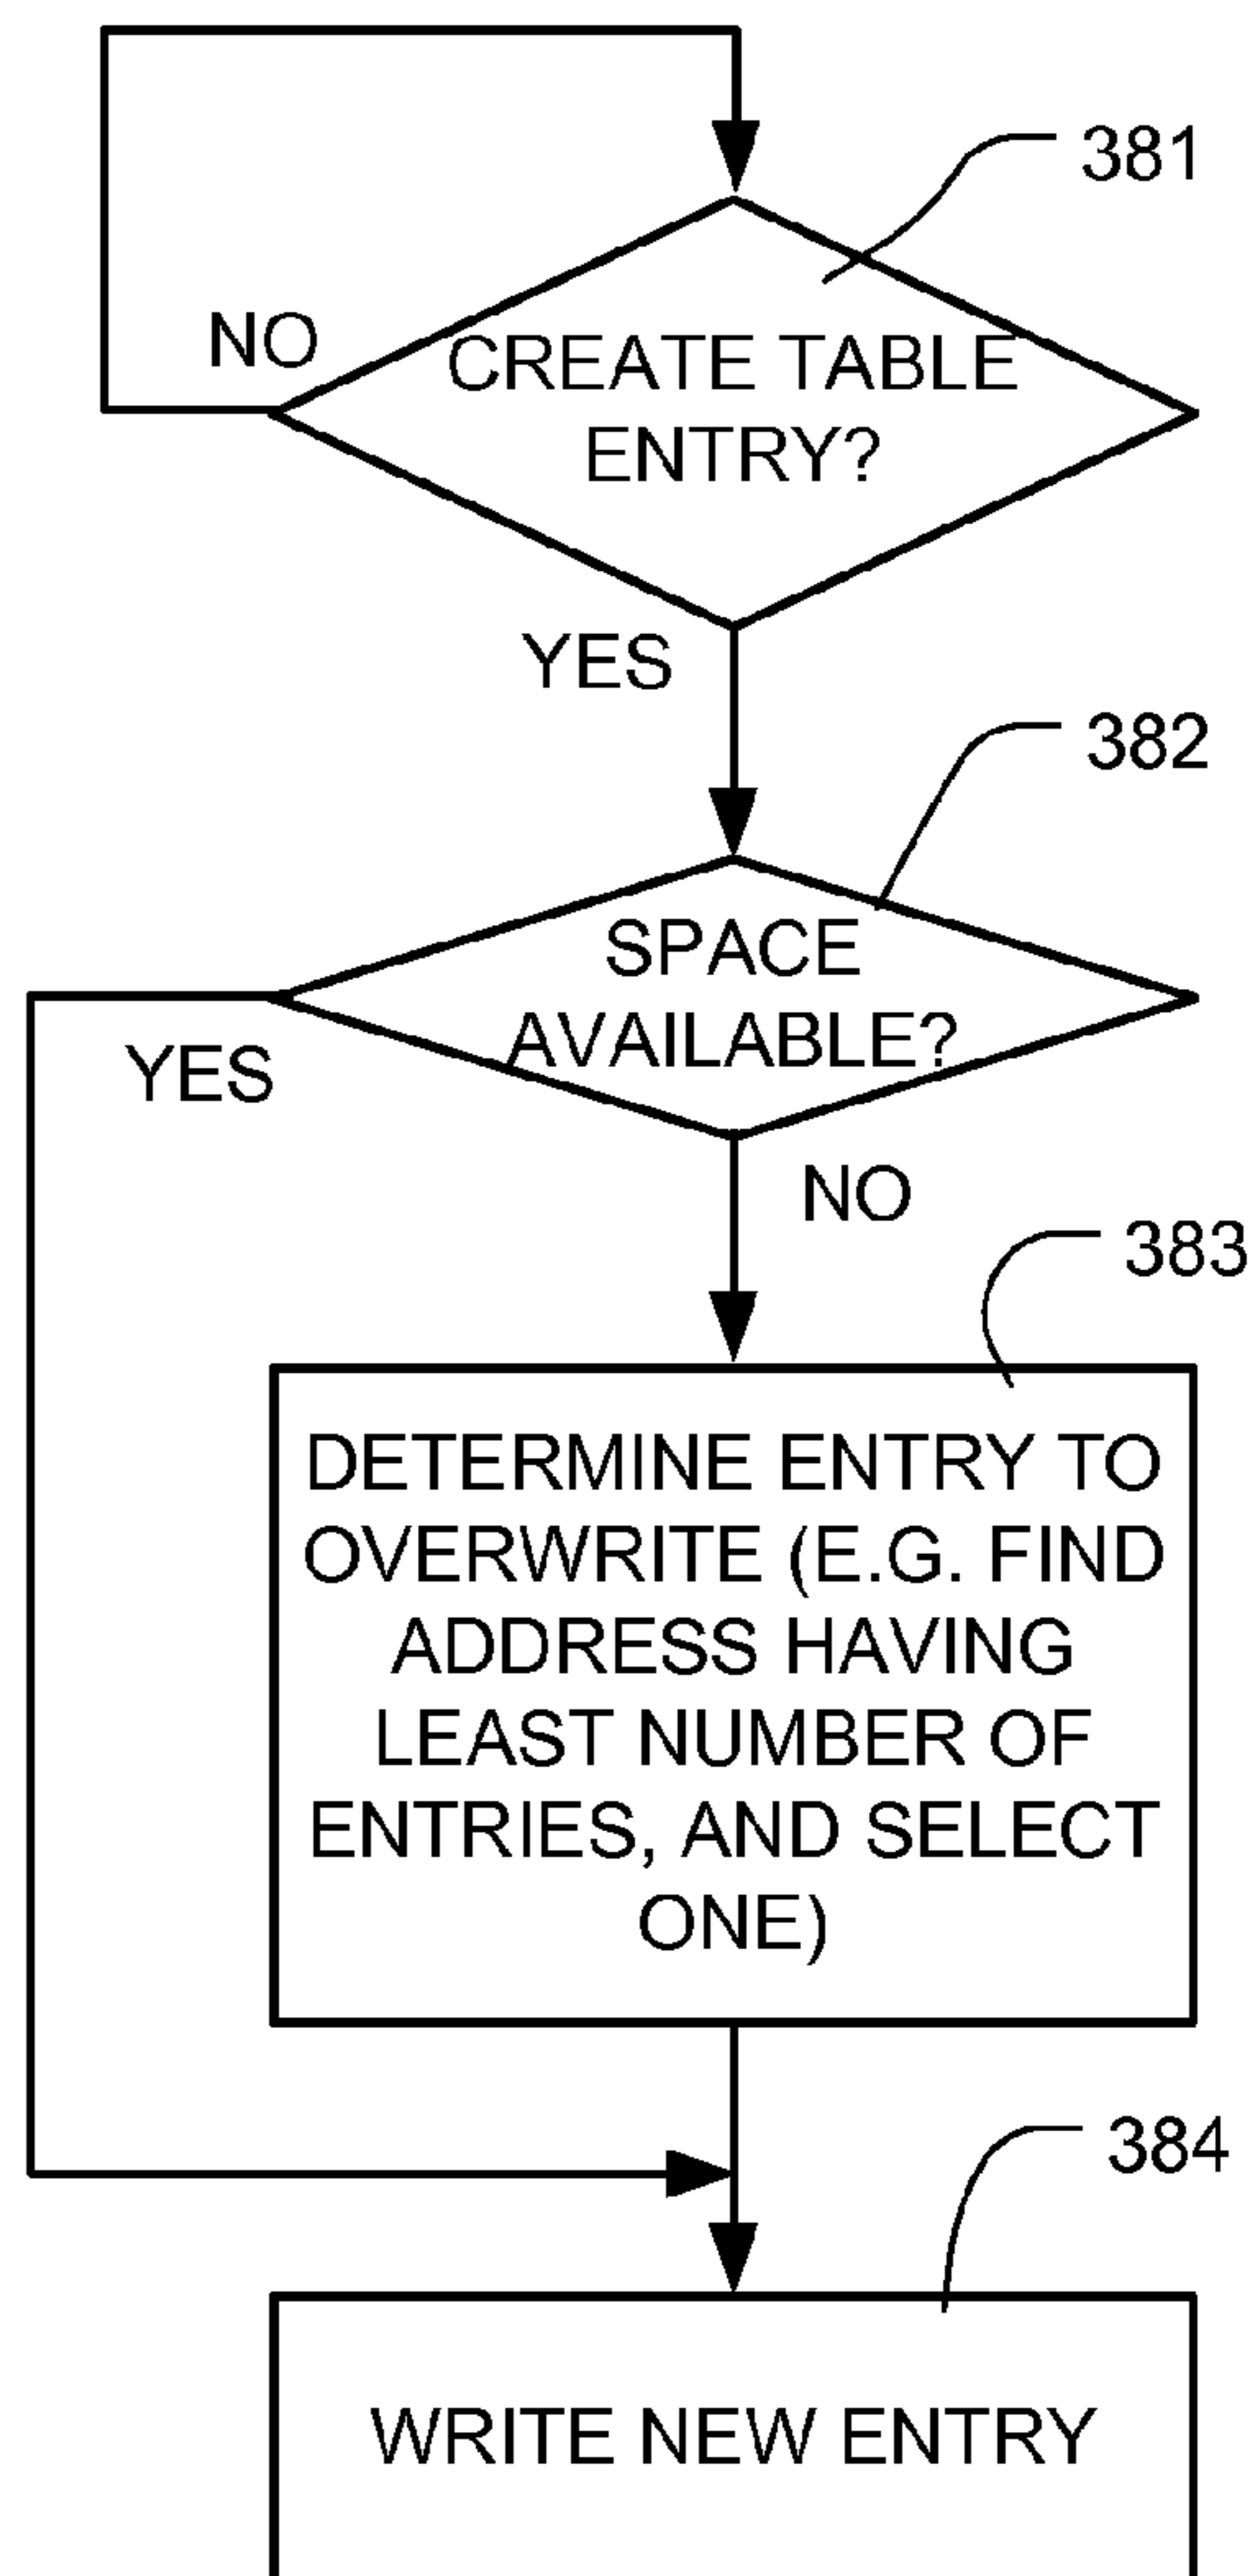 381
NO
CREATE TABLE
ENTRY?
YES
382
SPACE
AVAILABLE?
YES
NO
383
DETERMINE ENTRY TO
OVERWRITE (E.G. FIND
ADDRESS HAVING
LEAST NUMBER OF
ENTRIES, AND SELECT
ONE)
384
WRITE NEW ENTRY